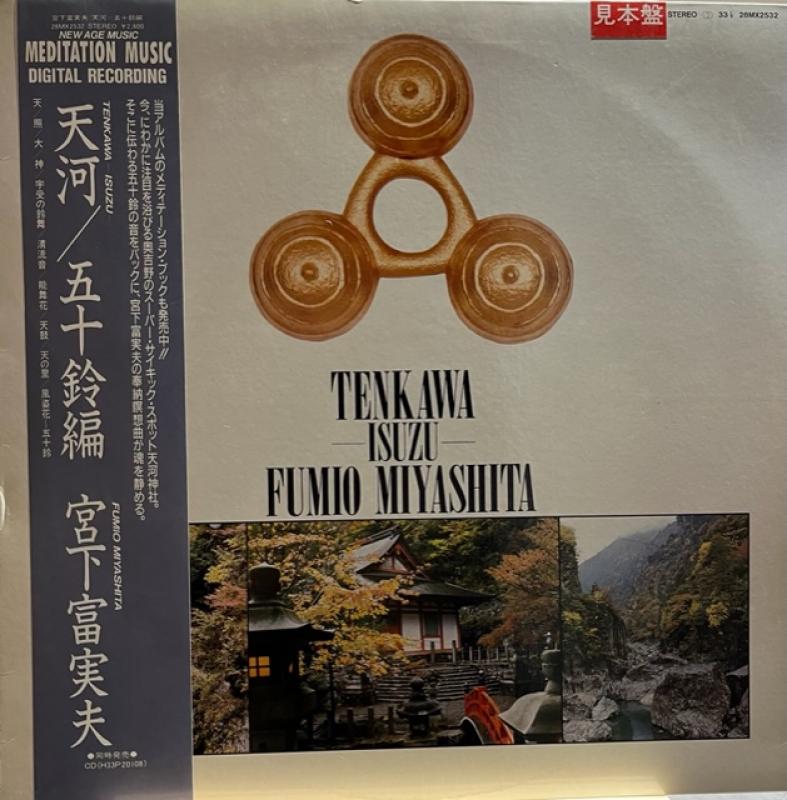 宮下富実夫 天河/五十鈴編
28MX2532 STEREO ¥2,800
NEW AGE MUSIC
MEDITATION MUSIC
DIGITAL RECORDING
当アルバムのメディテーション・ブックも発売中!!
今、にわかに注目を浴びる奥吉野のスーパー・サイキック・スポット天河神社。
そこに伝わる五十鈴の音をバックに、宮下富実夫の奉納瞑想曲が魂を静める。
TENKAWA ISUZU
天河/五十鈴編
FUMIO MIYASHITA
宮下富実夫
天/照/大/神/宇受の鈴舞/清流音/龍舞花/天鼓/天の里/風姿花〜五十鈴
●同時発売●
CD(H33P20108)
見本盤
STEREO 33⅓ 28MX2532
TENKAWA
ISUZU
FUMIO MIYASHITA